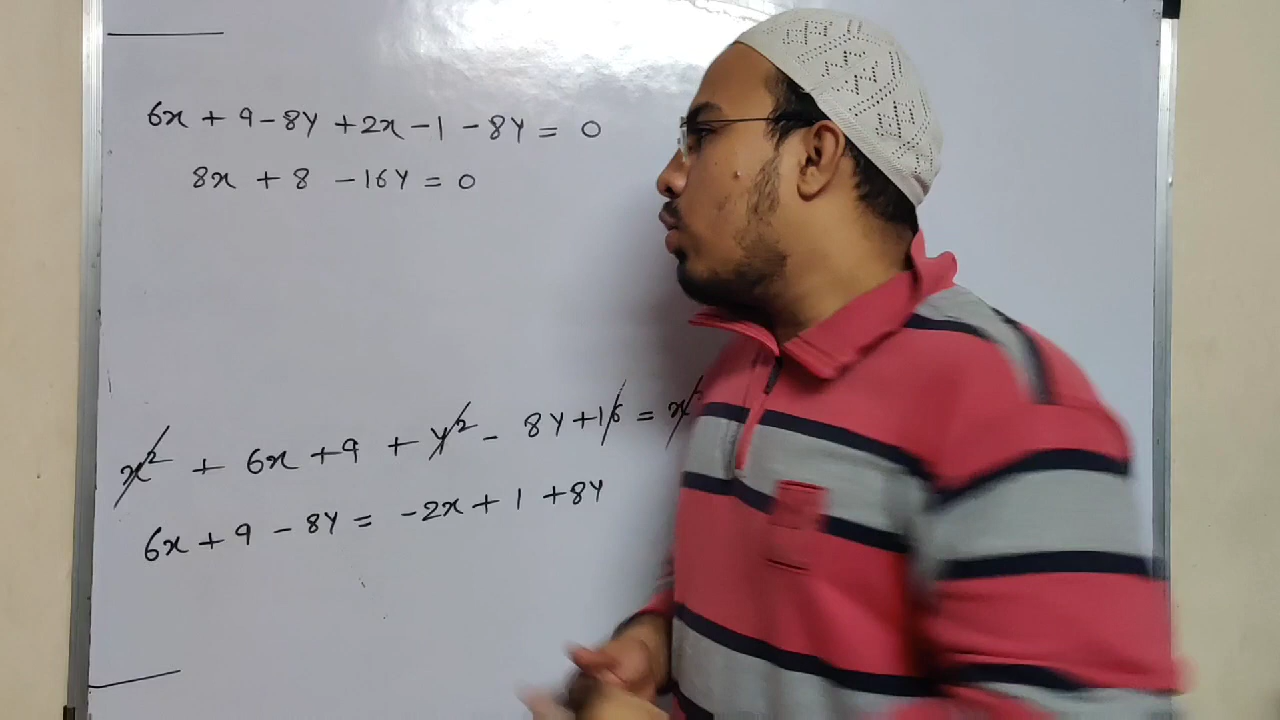 6x + 9 - 8y + 2x - 1 - 8y = 0
8x + 8 - 16y = 0
x² + 6x + 9 + y² - 8y + 16 = x²
6x + 9 - 8y = -2x + 1 + 8y